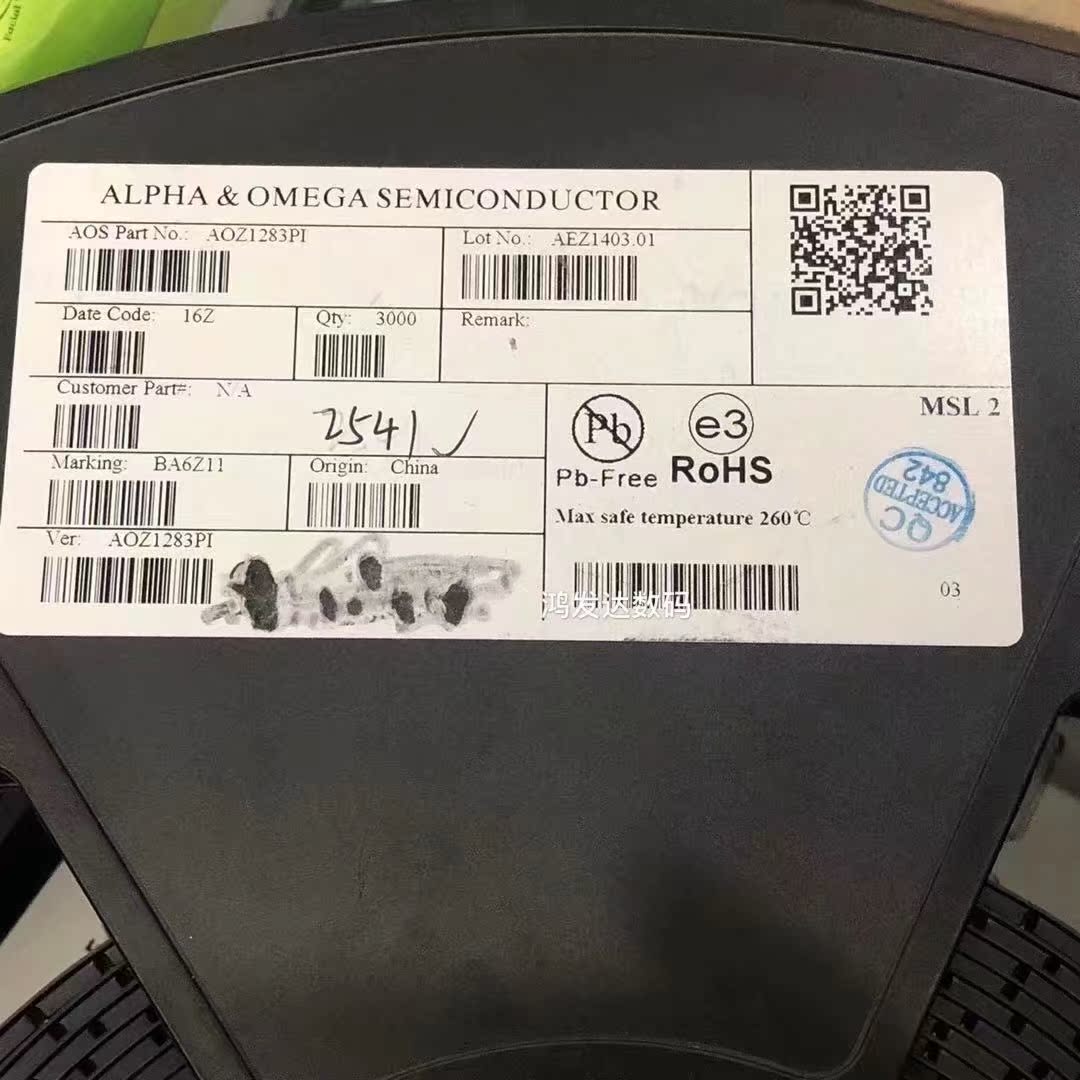 ALPHA & OMEGA SEMICONDUCTOR
AOS Part No.: AOZ1283PI
Lot No.: AEZ1403.01
Date Code: 16Z
Qty: 3000
Remark:
Customer Part#: N/A
2541 ✓
MSL 2
Pb
e3
Pb-Free
RoHS
Marking: BA6Z11
Origin: China
Max safe temperature 260℃
QC
ACCEPTED
842
Ver: AOZ1283PI
鸿发达数码
03